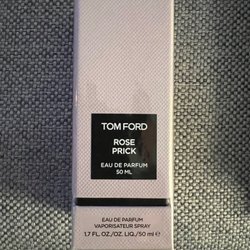 TOM FORD
ROSE
PRICK
EAU DE PARFUM
50 ML
EAU DE PARFUM
VAPORISATEUR SPRAY
1.7 FL. OZ./OZ. LIQ./50 ml ℮